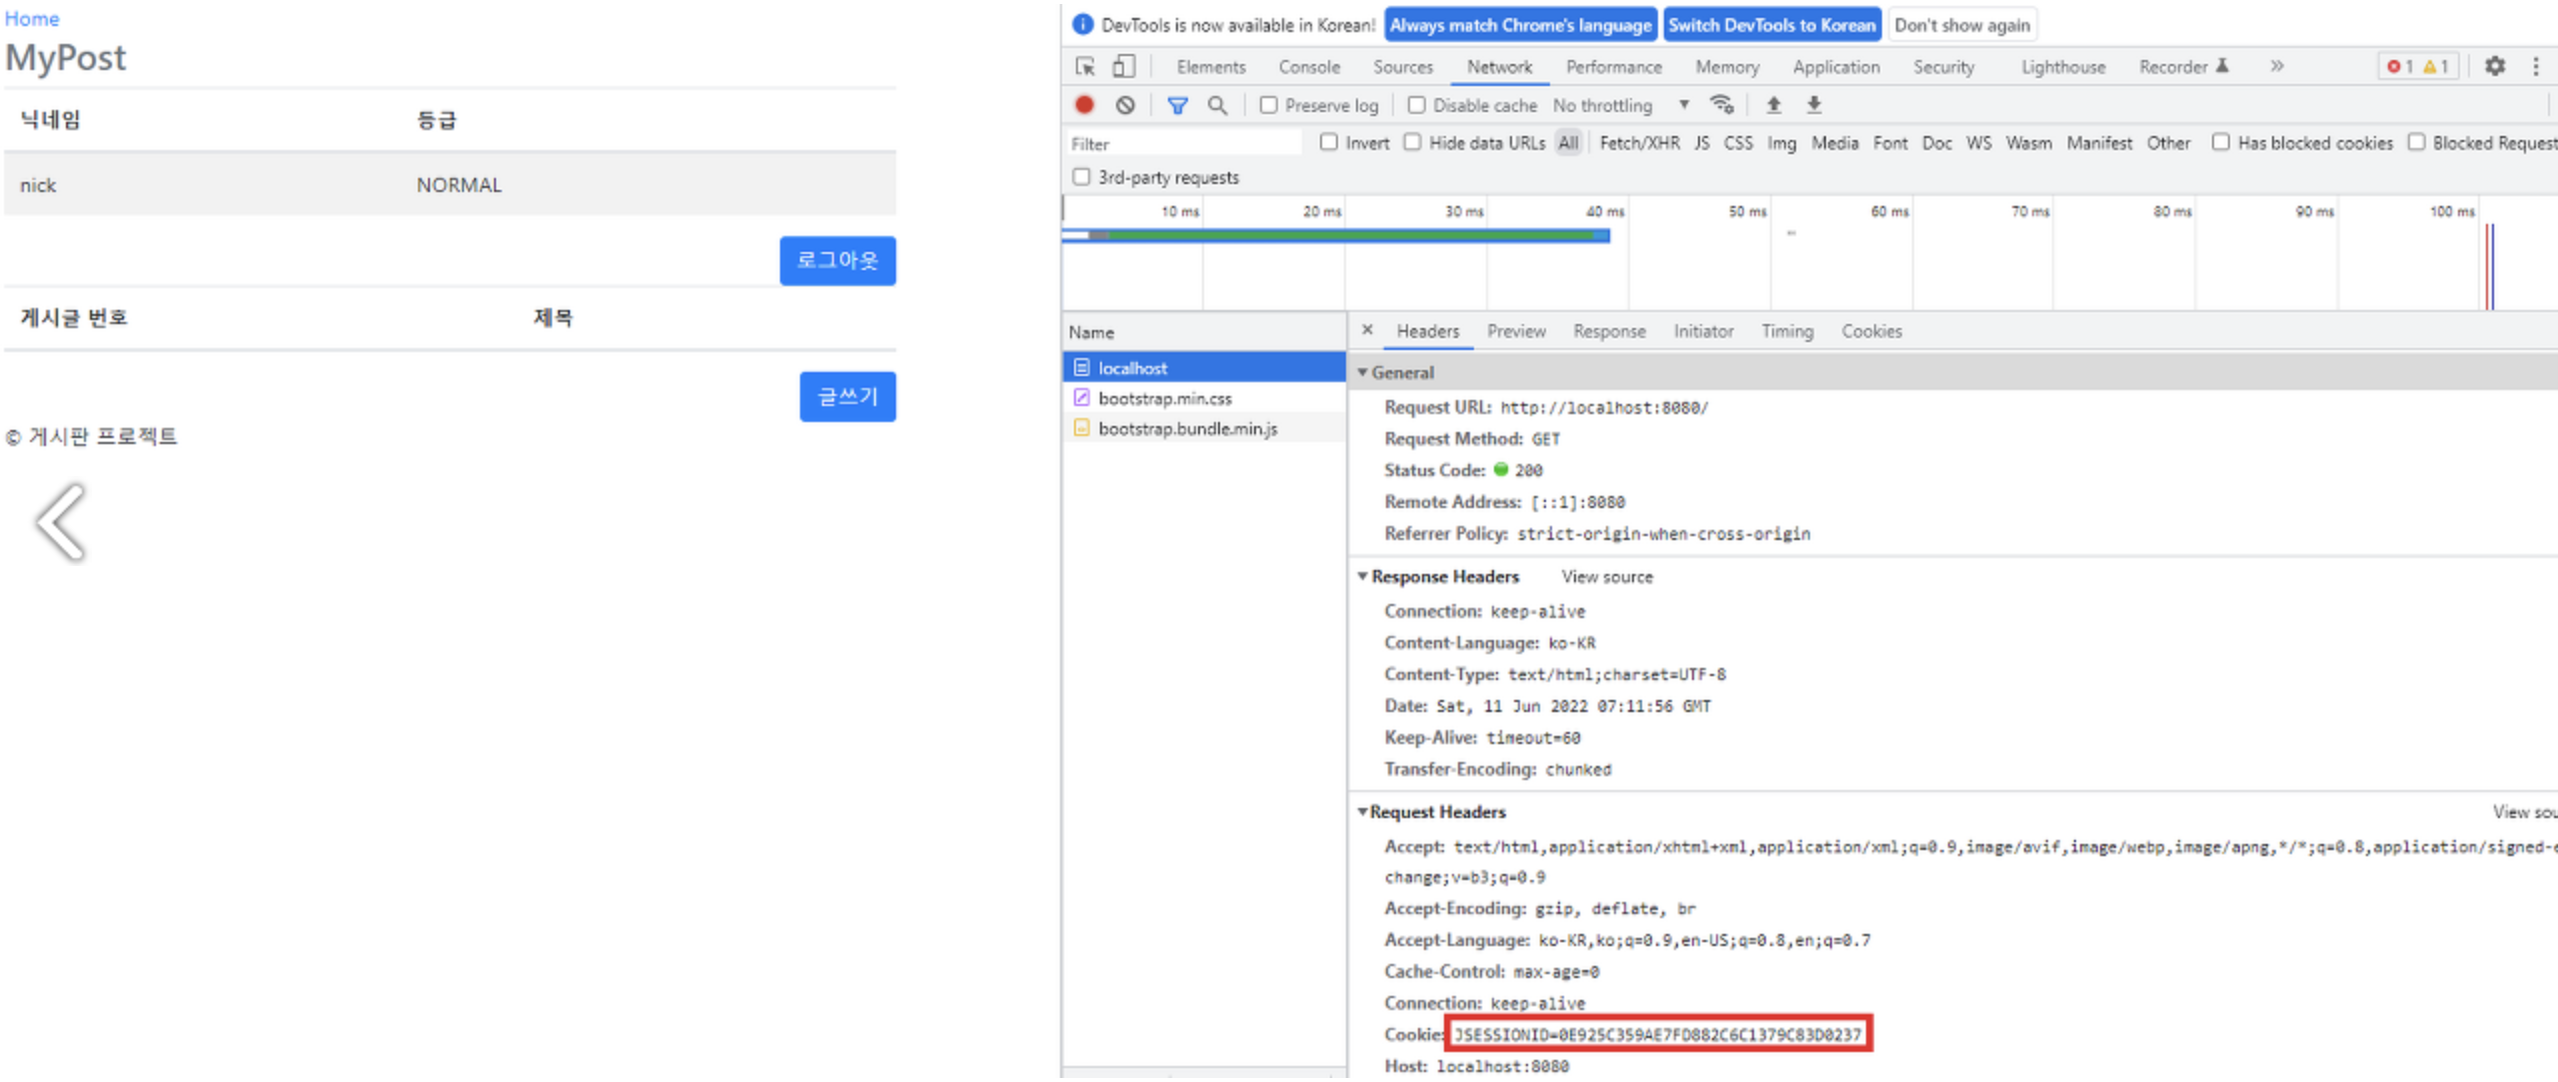 Home
MyPost
닉네임 등급
nick NORMAL
로그아웃
게시글 번호 제목
글쓰기
© 게시판 프로젝트
DevTools is now available in Korean! Always match Chrome's language Switch DevTools to Korean Don't show again
Elements Console Sources Network Performance Memory Application Security Lighthouse Recorder » 1 1
Preserve log Disable cache No throttling
Filter Invert Hide data URLs All Fetch/XHR JS CSS Img Media Font Doc WS Wasm Manifest Other Has blocked cookies Blocked Request
3rd-party requests
10 ms 20 ms 30 ms 40 ms 50 ms 60 ms 70 ms 80 ms 90 ms 100 ms
Name
localhost
bootstrap.min.css
bootstrap.bundle.min.js
× Headers Preview Response Initiator Timing Cookies
General
Request URL: http://localhost:8080/
Request Method: GET
Status Code: 200
Remote Address: [::1]:8080
Referrer Policy: strict-origin-when-cross-origin
Response Headers View source
Connection: keep-alive
Content-Language: ko-KR
Content-Type: text/html;charset=UTF-8
Date: Sat, 11 Jun 2022 07:11:56 GMT
Keep-Alive: timeout=60
Transfer-Encoding: chunked
Request Headers View sou
Accept: text/html,application/xhtml+xml,application/xml;q=0.9,image/avif,image/webp,image/apng,*/*;q=0.8,application/signed-e
change;v=b3;q=0.9
Accept-Encoding: gzip, deflate, br
Accept-Language: ko-KR,ko;q=0.9,en-US;q=0.8,en;q=0.7
Cache-Control: max-age=0
Connection: keep-alive
Cookie: JSESSIONID=0E925C359AE7FD882C6C1379C83D0237
Host: localhost:8080